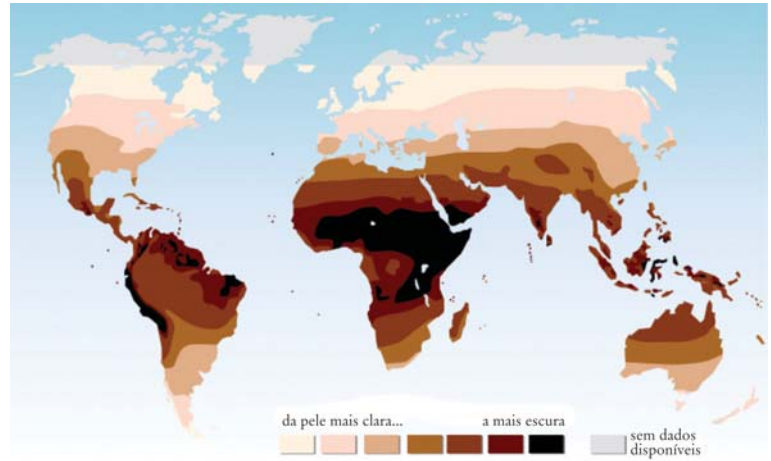 da pele mais clara...
a mais escura
sem dados
disponíveis